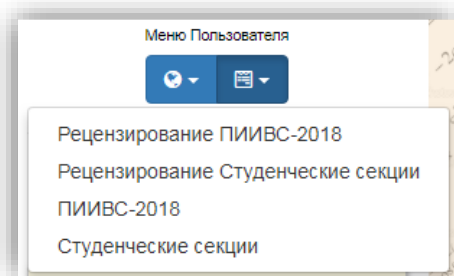 Меню Пользователя
Рецензирование ПИИВС-2018
Рецензирование Студенческие секции
ПИИВС-2018
Студенческие секции